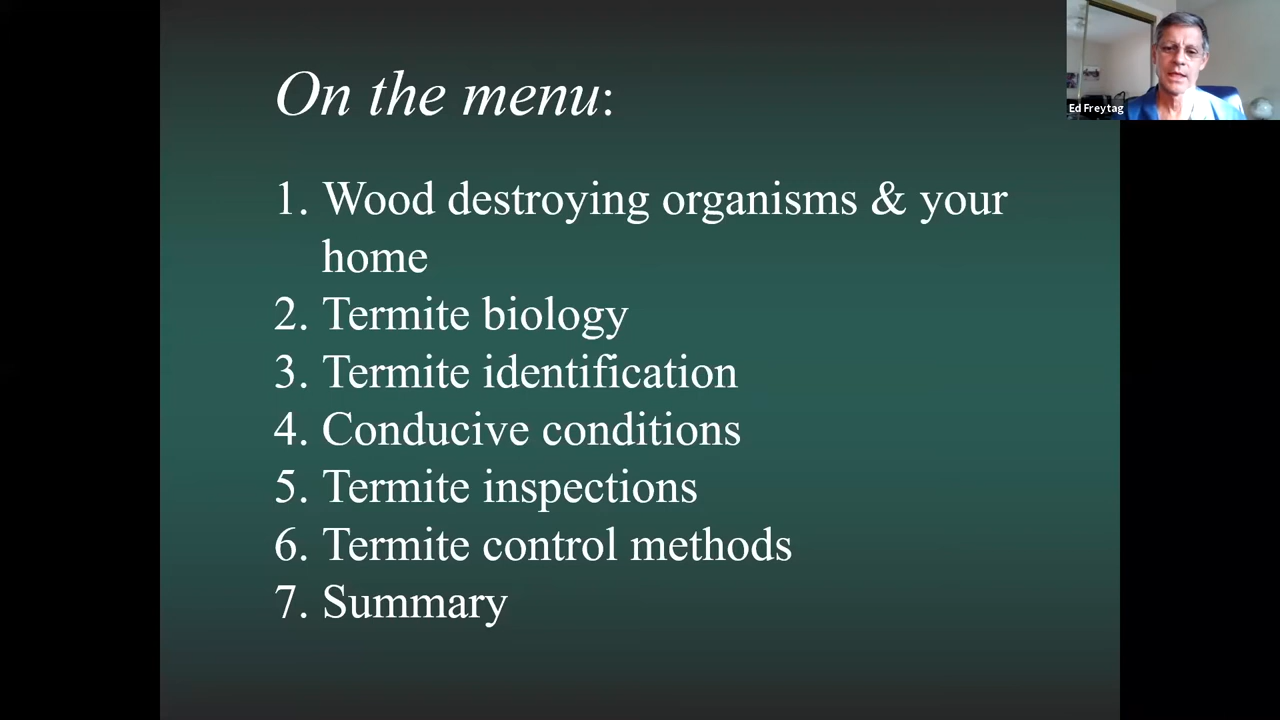 On the menu:
1. Wood destroying organisms & your
home
2. Termite biology
3. Termite identification
4. Conducive conditions
5. Termite inspections
6. Termite control methods
7. Summary
Ed Freytag